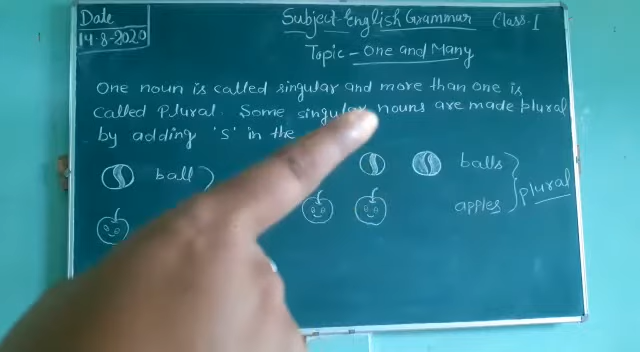 Date
14.8.2020
Subject-English Grammar
Class-I
Topic - One and Many
One noun is called singular and more than one is
called Plural. Some singular nouns are made plural
by adding 's' in the
ball
balls
apples
plural